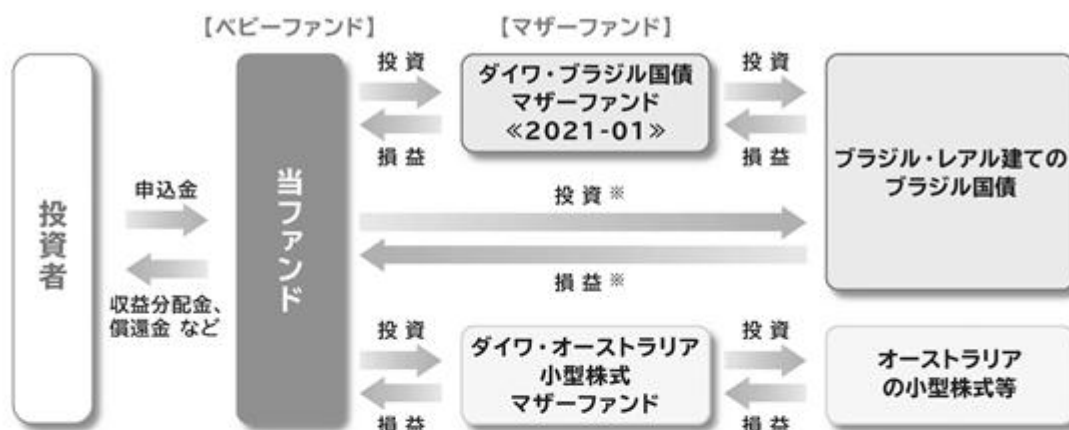 【ベビーファンド】
【マザーファンド】
投資者
申込金
収益分配金、
償還金 など
当ファンド
投 資
損 益
ダイワ・ブラジル国債
マザーファンド
≪2021-01≫
投 資
損 益
ブラジル・レアル建ての
ブラジル国債
投 資※
損 益※
投 資
損 益
ダイワ・オーストラリア
小型株式
マザーファンド
投 資
損 益
オーストラリア
の小型株式等